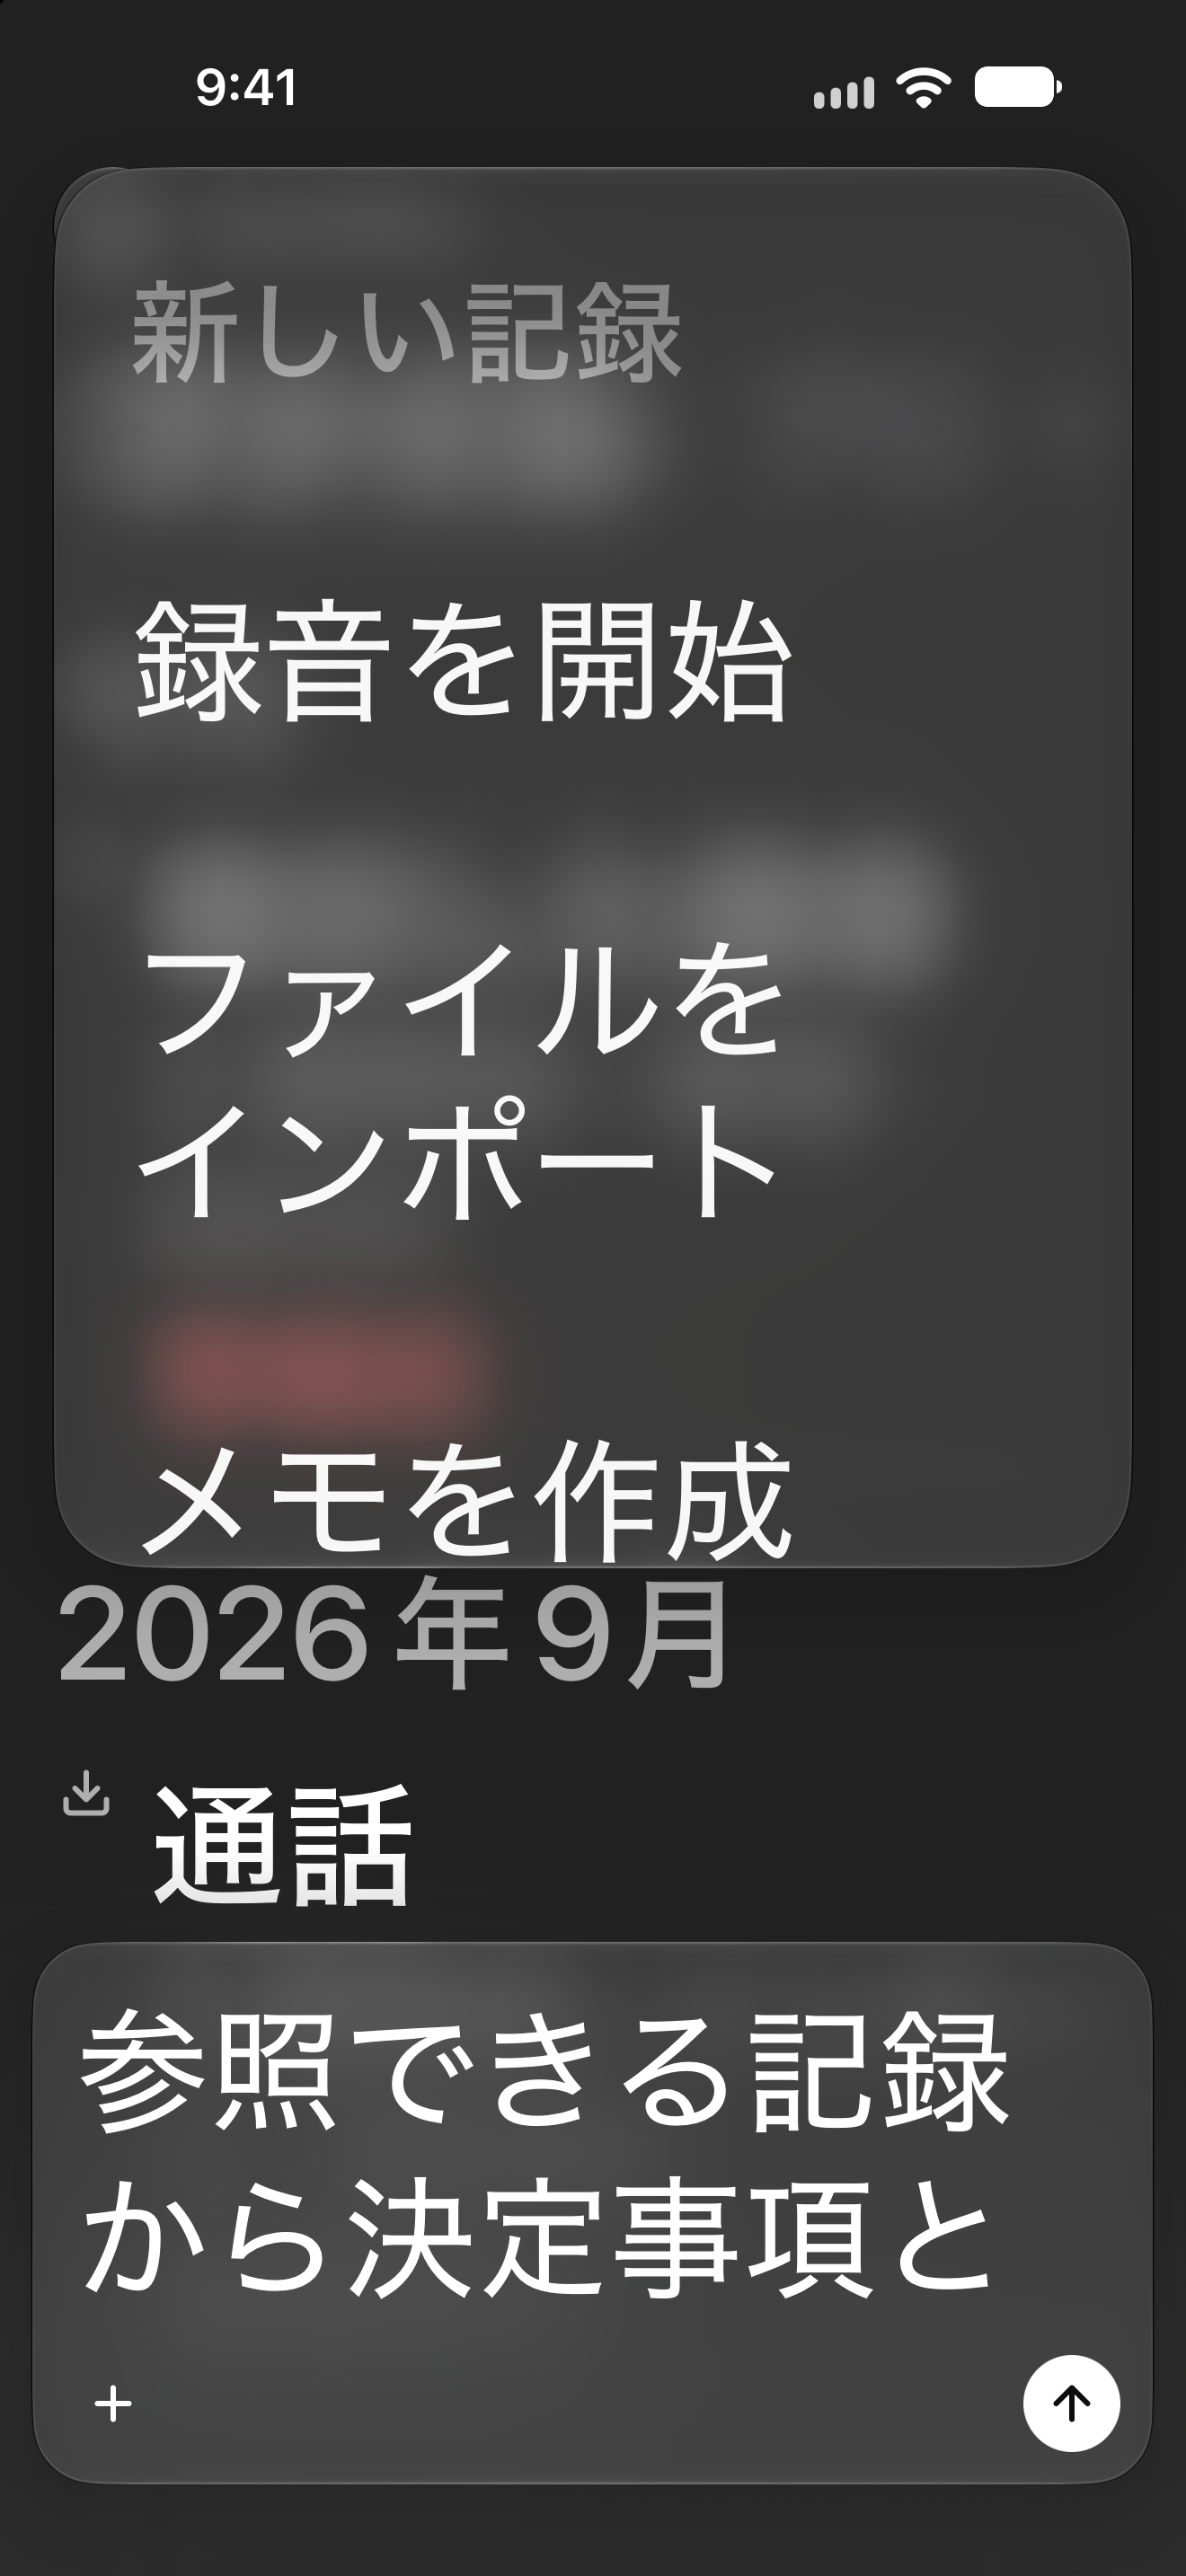 9:41
新しい記録
録音を開始
ファイルを
インポート
メモを作成
2026年9月
通話
参照できる記録
から決定事項と